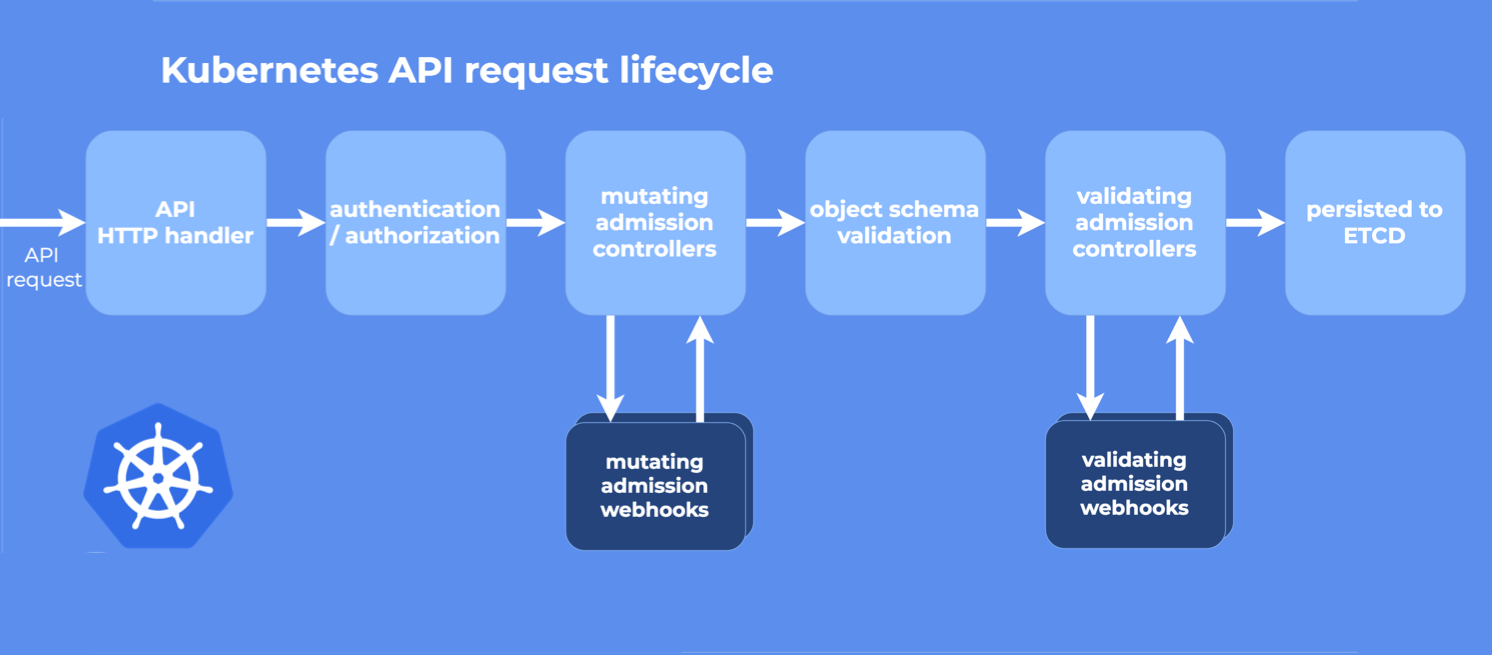 Kubernetes API request lifecycle
API
request
API
HTTP handler
authentication
/ authorization
mutating
admission
controllers
object schema
validation
validating
admission
controllers
persisted to
ETCD
mutating
admission
webhooks
validating
admission
webhooks